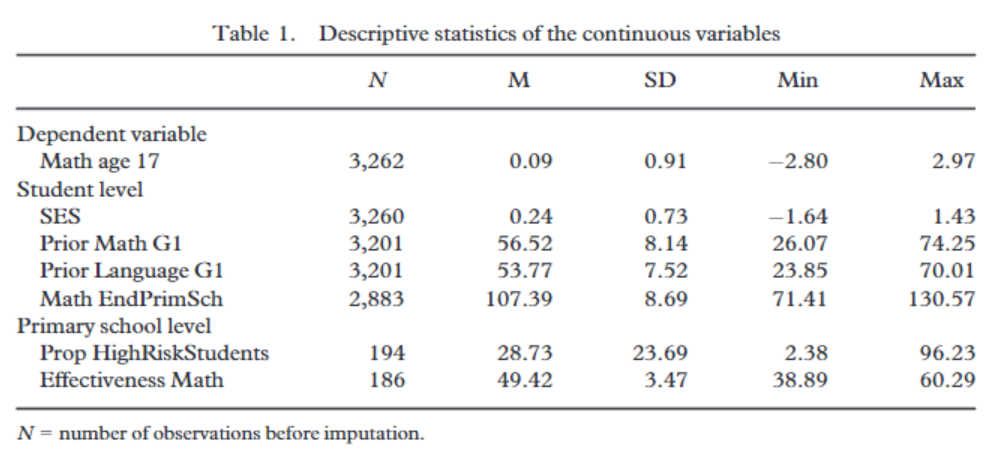 Table 1. Descriptive statistics of the continuous variables
N M SD Min Max
Dependent variable
Math age 17 3,262 0.09 0.91 −2.80 2.97
Student level
SES 3,260 0.24 0.73 −1.64 1.43
Prior Math G1 3,201 56.52 8.14 26.07 74.25
Prior Language G1 3,201 53.77 7.52 23.85 70.01
Math EndPrimSch 2,883 107.39 8.69 71.41 130.57
Primary school level
Prop HighRiskStudents 194 28.73 23.69 2.38 96.23
Effectiveness Math 186 49.42 3.47 38.89 60.29
N = number of observations before imputation.